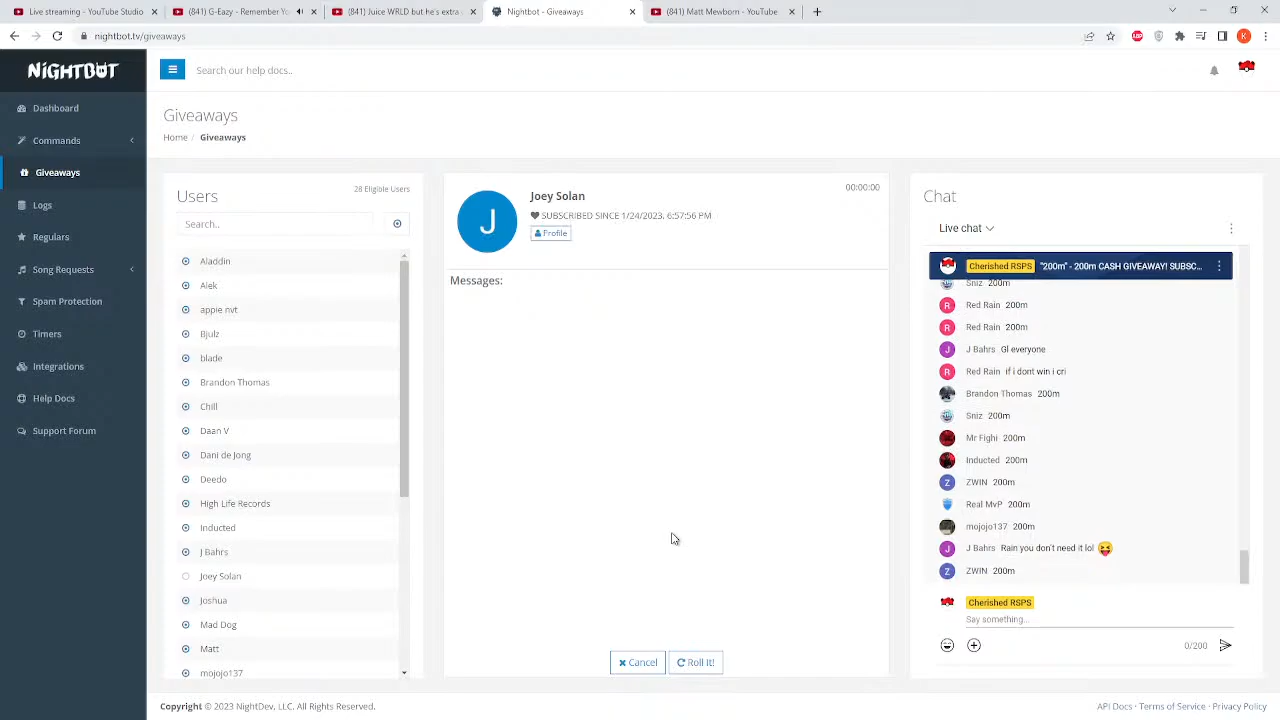 (841) Live streaming - YouTube Studio
(841) G-Eazy - Remember Yo
(841) Juice WRLD but he's extra
Nightbot - Giveaways
(841) Matt Mewborn - YouTube
nightbot.tv/giveaways
ABP
K
NiGHTBOT
Search our help docs..
Dashboard
Commands
Giveaways
Logs
Regulars
Song Requests
Spam Protection
Timers
Integrations
Help Docs
Support Forum
Giveaways
Home / Giveaways
Users
28 Eligible Users
Search..
Aladdin
Alek
appie nvt
Bjulz
blade
Brandon Thomas
Chill
Daan V
Dani de Jong
Deedo
High Life Records
Inducted
J Bahrs
Joey Solan
Joshua
Mad Dog
Matt
mojojo137
J
Joey Solan
00:00:00
SUBSCRIBED SINCE 1/24/2023, 6:57:56 PM
Profile
Messages:
Cancel
Roll It!
Chat
Live chat
Cherished RSPS "200m" - 200m CASH GIVEAWAY! SUBSC...
Sniz 200m
R Red Rain 200m
R Red Rain 200m
J J Bahrs Gl everyone
R Red Rain if i dont win i cri
Brandon Thomas 200m
Sniz 200m
Mr Fighi 200m
Inducted 200m
Z ZWIN 200m
Real MvP 200m
mojojo137 200m
J J Bahrs Rain you don't need it lol
Z ZWIN 200m
Cherished RSPS
Say something...
0/200
Copyright © 2023 NightDev, LLC. All Rights Reserved.
API Docs · Terms of Service · Privacy Policy